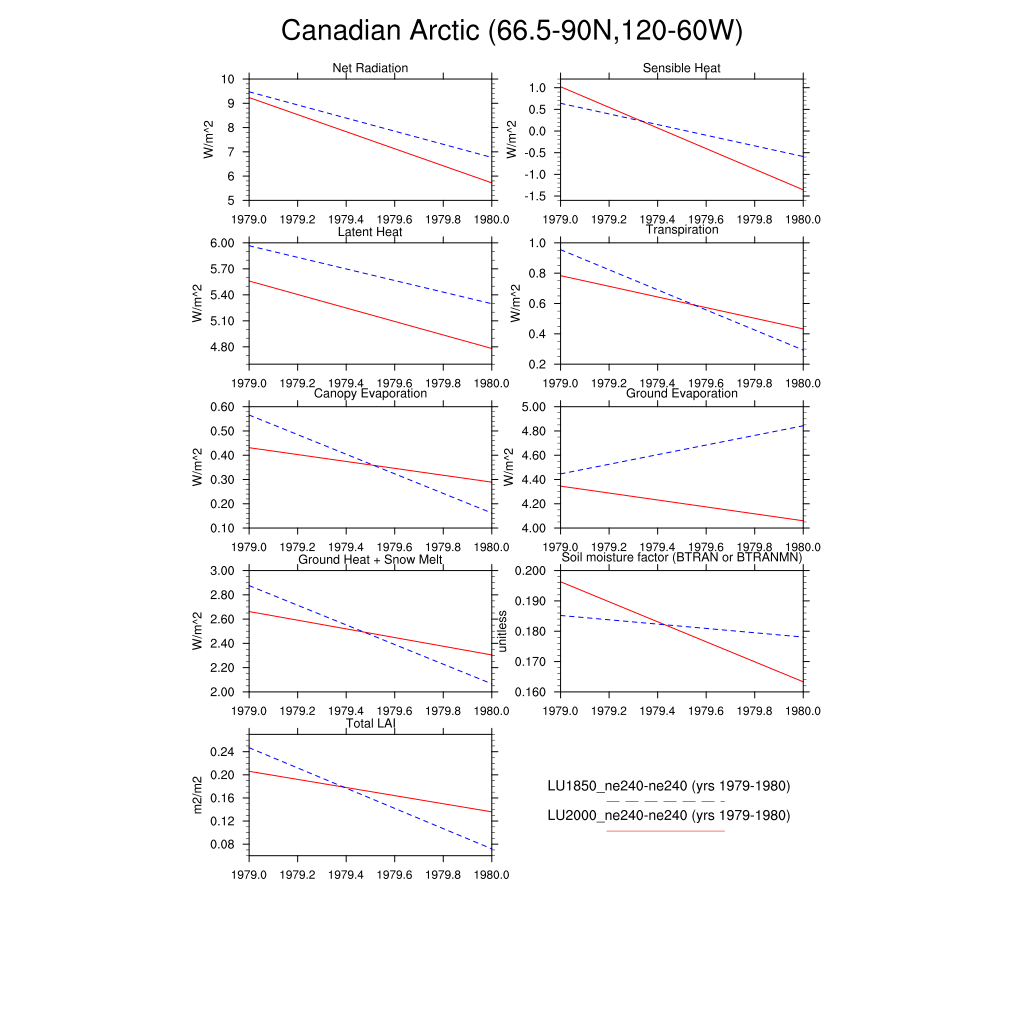 Canadian Arctic (66.5-90N,120-60W)
Net Radiation
10
9
8
7
6
5
W/m^2
1979.0 1979.2 1979.4 1979.6 1979.8 1980.0
Sensible Heat
1.0
0.5
0.0
-0.5
-1.0
-1.5
W/m^2
1979.0 1979.2 1979.4 1979.6 1979.8 1980.0
Latent Heat
6.00
5.70
5.40
5.10
4.80
W/m^2
1979.0 1979.2 1979.4 1979.6 1979.8 1980.0
Transpiration
1.0
0.8
0.6
0.4
0.2
W/m^2
1979.0 1979.2 1979.4 1979.6 1979.8 1980.0
Canopy Evaporation
0.60
0.50
0.40
0.30
0.20
0.10
W/m^2
1979.0 1979.2 1979.4 1979.6 1979.8 1980.0
Ground Evaporation
5.00
4.80
4.60
4.40
4.20
4.00
W/m^2
1979.0 1979.2 1979.4 1979.6 1979.8 1980.0
Ground Heat + Snow Melt
3.00
2.80
2.60
2.40
2.20
2.00
W/m^2
1979.0 1979.2 1979.4 1979.6 1979.8 1980.0
Soil moisture factor (BTRAN or BTRANMN)
0.200
0.190
0.180
0.170
0.160
unitless
1979.0 1979.2 1979.4 1979.6 1979.8 1980.0
Total LAI
0.24
0.20
0.16
0.12
0.08
m2/m2
1979.0 1979.2 1979.4 1979.6 1979.8 1980.0
LU1850_ne240-ne240 (yrs 1979-1980)
LU2000_ne240-ne240 (yrs 1979-1980)